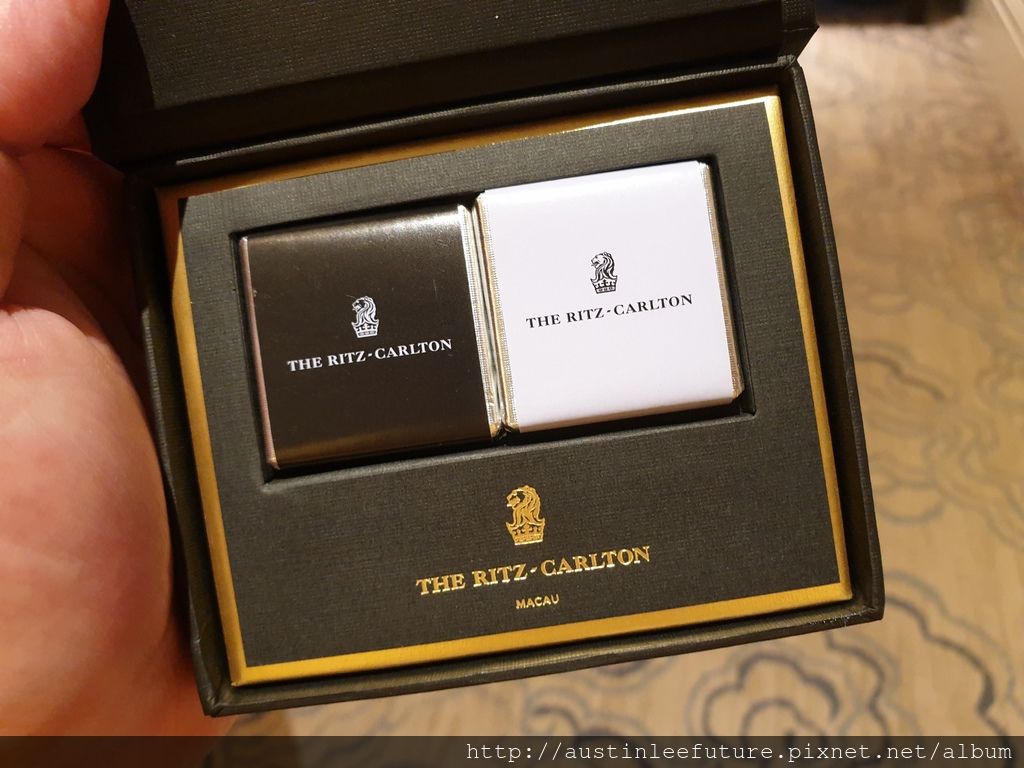 THE RITZ-CARLTON
THE RITZ-CARLTON
THE RITZ-CARLTON
MACAU
http://austinleefuture.pixnet.net/album